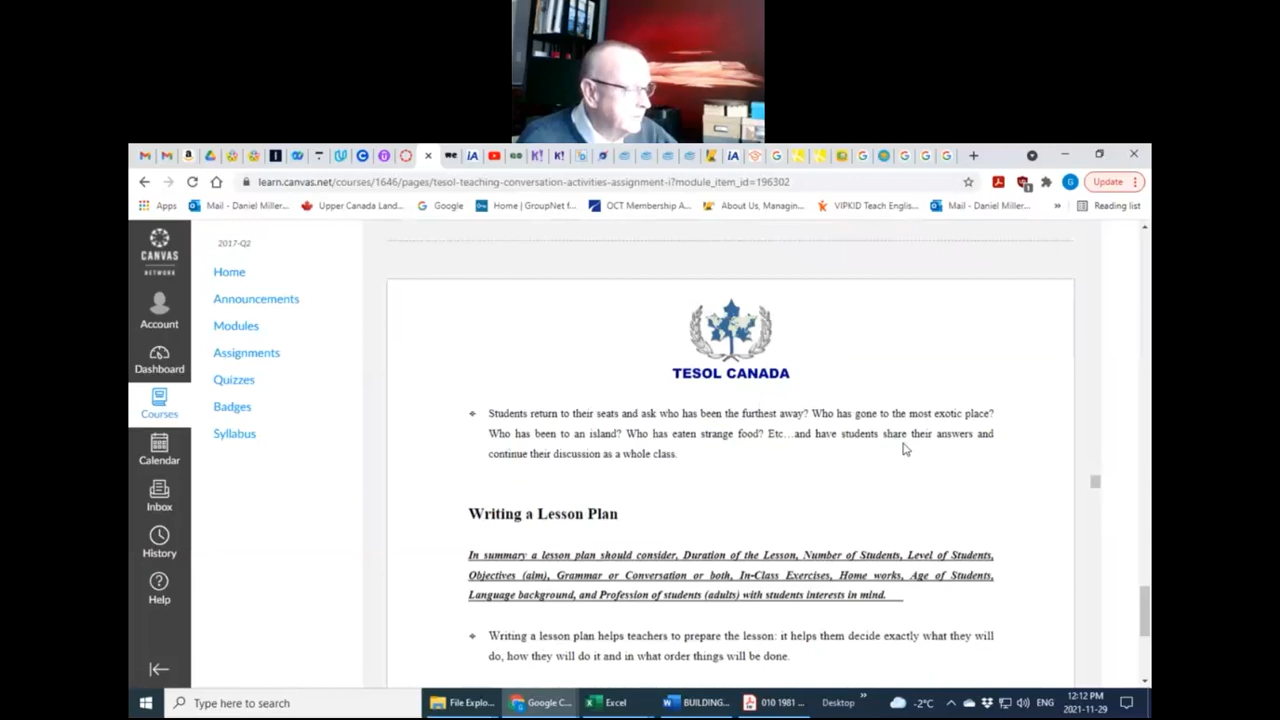 learn.canvas.net/courses/1646/pages/tesol-teaching-conversation-activities-assignment-i?module_item_id=196302
Update
Apps
Mail - Daniel Miller...
Upper Canada Land...
Google
Home | GroupNet f...
OCT Membership A...
About Us, Managin...
VIPKID Teach Englis...
Mail - Daniel Miller...
»
Reading list
CANVAS
NETWORK
Account
Dashboard
Courses
Calendar
Inbox
History
Help
2017-Q2
Home
Announcements
Modules
Assignments
Quizzes
Badges
Syllabus
TESOL CANADA
Students return to their seats and ask who has been the furthest away? Who has gone to the most exotic place?
Who has been to an island? Who has eaten strange food? Etc...and have students share their answers and
continue their discussion as a whole class.
Writing a Lesson Plan
In summary a lesson plan should consider, Duration of the Lesson, Number of Students, Level of Students,
Objectives (aim), Grammar or Conversation or both, In-Class Exercises, Home works, Age of Students,
Language background, and Profession of students (adults) with students interests in mind.
Writing a lesson plan helps teachers to prepare the lesson: it helps them decide exactly what they will
do, how they will do it and in what order things will be done.
Type here to search
File Explo...
Google C...
Excel
BUILDING...
010 1981 ...
Desktop
»
-2°C
ENG
12:12 PM
2021-11-29